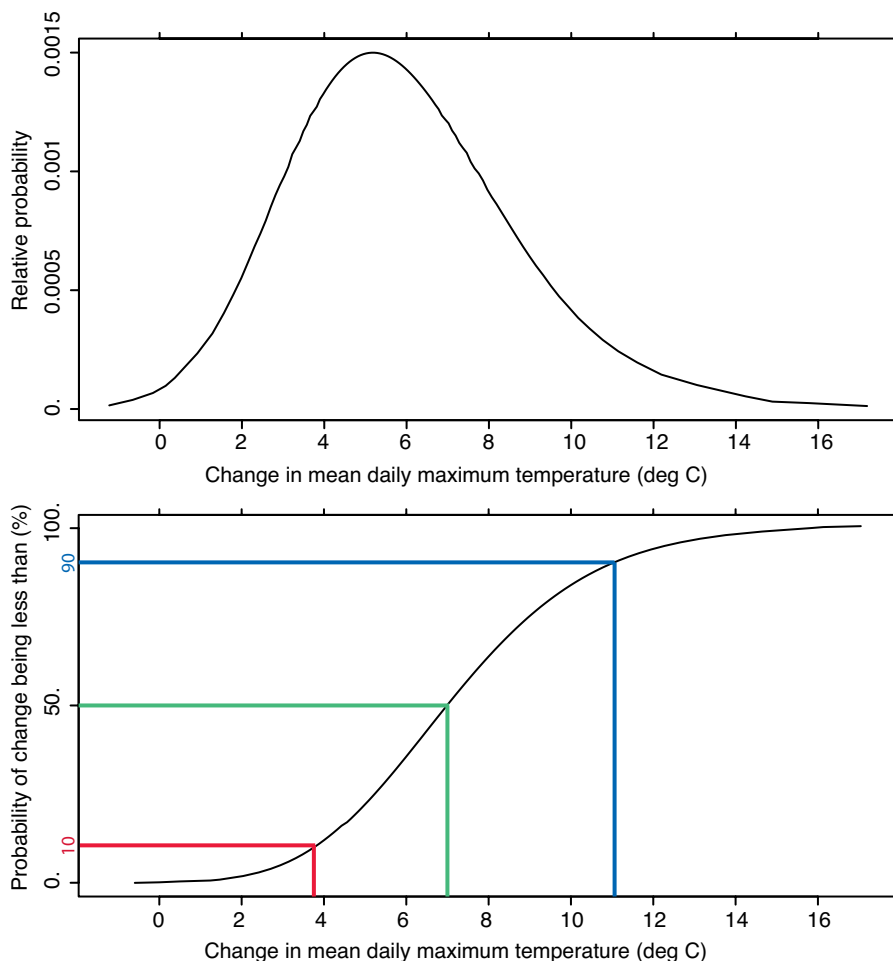 0.0015
0.001
0.0005
0.
Relative probability
0 2 4 6 8 10 12 14 16
Change in mean daily maximum temperature (deg C)
100.
90
50.
10
0.
Probability of change being less than (%)
0 2 4 6 8 10 12 14 16
Change in mean daily maximum temperature (deg C)